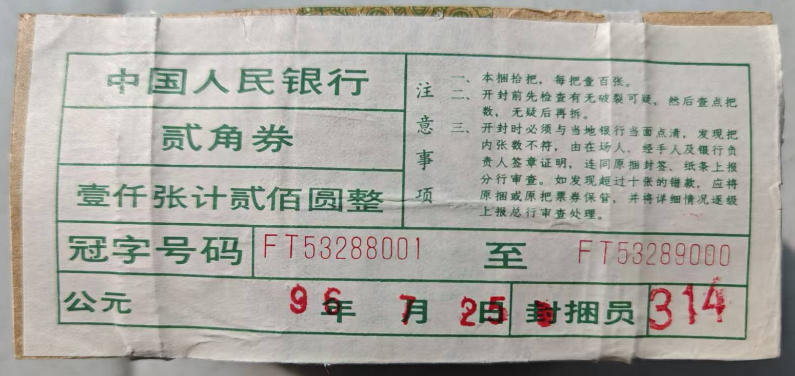 中国人民银行
贰角券
壹仟张计贰佰圆整
注意事项
一、本捆拾把，每把壹百张。
二、开封前先检查有无破裂可疑，然后查点把
数，无疑后再拆。
三、开封时必须与当地银行当面点清，发现把
内张数不符，由在场人、经手人及银行负
责人签章证明，连同原捆封签、纸条上报
分行审查。如发现超过十张的错款，应将
原捆或原把票券保管，并将详细情况逐级
上报总行审查处理。
冠字号码 FT53288001 至 FT53289000
公元 96年 7月 25日 封捆员 314